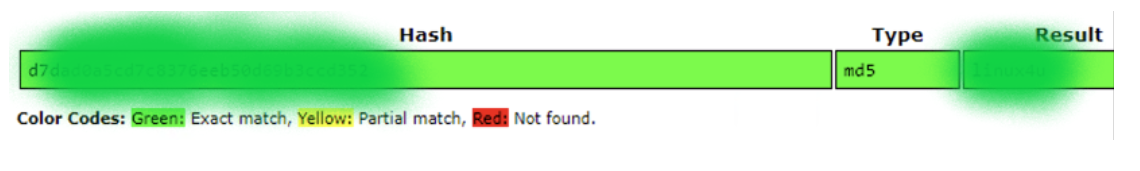 Hash Type Result
md5
Color Codes: Green: Exact match, Yellow: Partial match, Red: Not found.